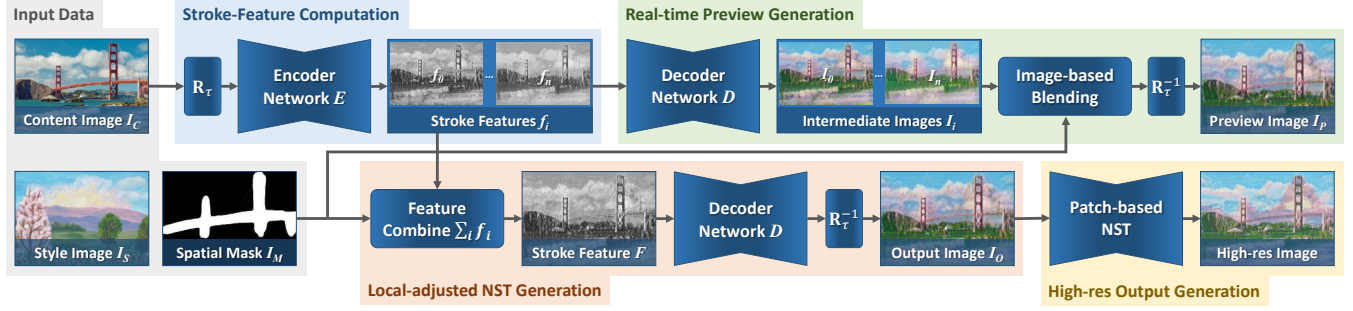 Input Data
Content Image I_C
Style Image I_S
Spatial Mask I_M
Stroke-Feature Computation
R_τ
Encoder
Network E
f_0
...
f_n
Stroke Features f_i
Real-time Preview Generation
Decoder
Network D
I_0
...
I_n
Intermediate Images I_i
Image-based
Blending
R_τ^{-1}
Preview Image I_P
Feature
Combine ∑_i f_i
Stroke Feature F
Decoder
Network D
R_τ^{-1}
Output Image I_O
Local-adjusted NST Generation
Patch-based
NST
High-res Image
High-res Output Generation